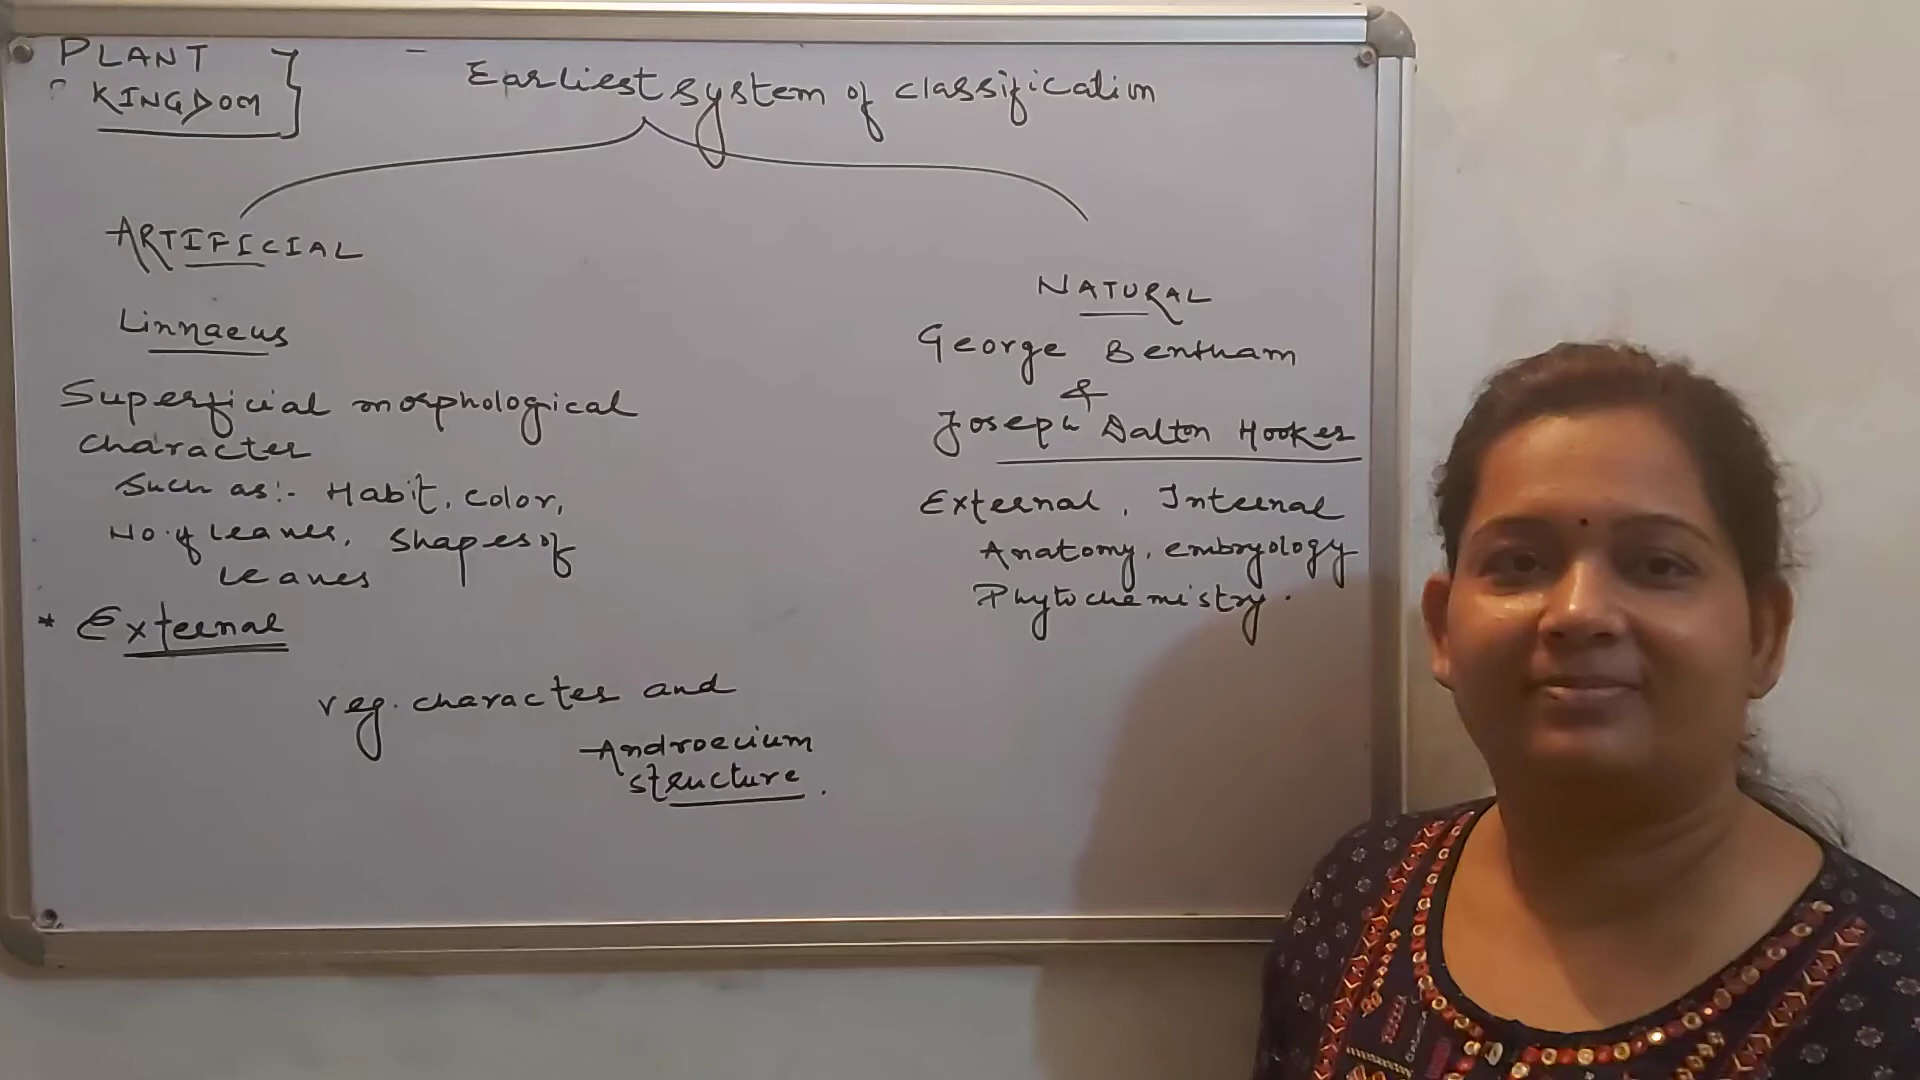 PLANT
KINGDOM
Earliest system of classification
ARTIFICIAL
Linnaeus
Superficial morphological
character
Such as:- Habit, color,
No. of leaves, Shapes of
leaves
* External
veg. character and
Androecium
structure.
NATURAL
George Bentham
&
Joseph Dalton Hooker
External, Internal
Anatomy, embryology
Phytochemistry.